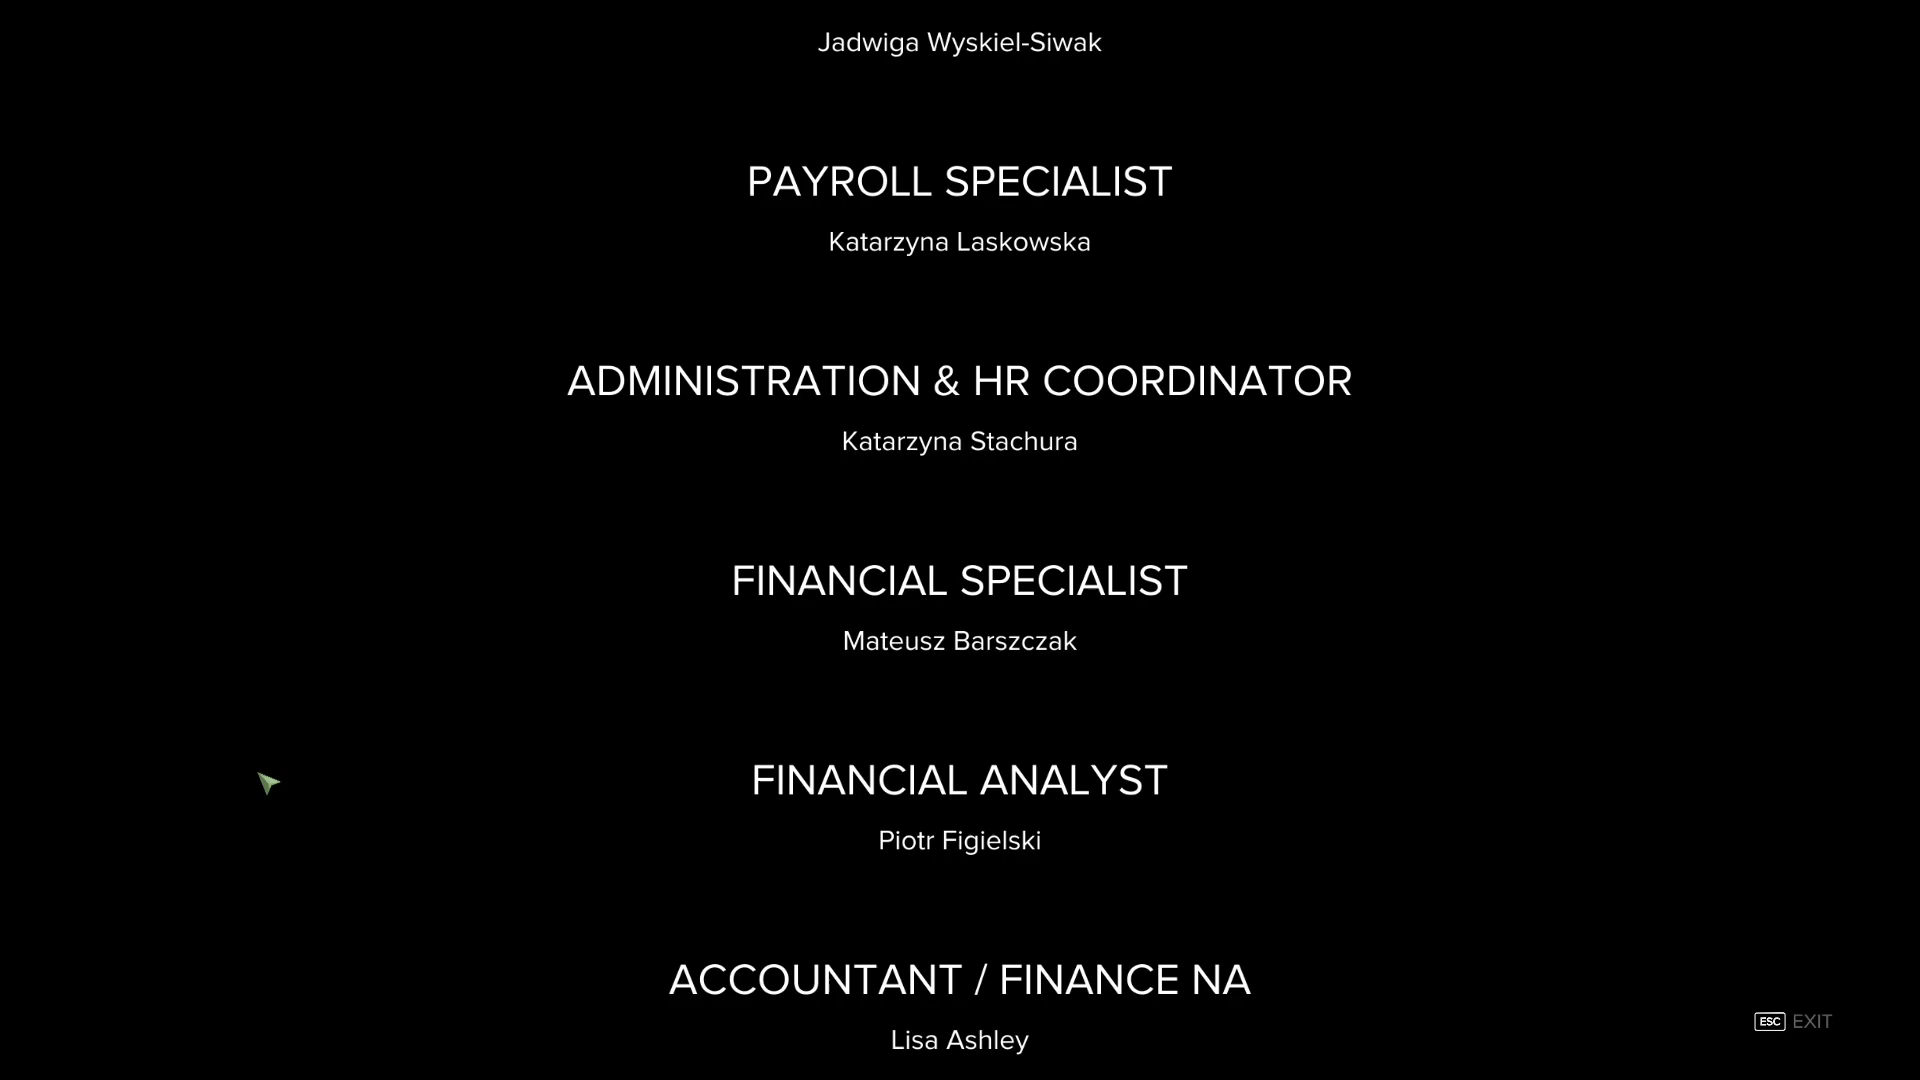 Jadwiga Wyskiel-Siwak
PAYROLL SPECIALIST
Katarzyna Laskowska
ADMINISTRATION & HR COORDINATOR
Katarzyna Stachura
FINANCIAL SPECIALIST
Mateusz Barszczak
FINANCIAL ANALYST
Piotr Figielski
ACCOUNTANT / FINANCE NA
Lisa Ashley
ESC EXIT